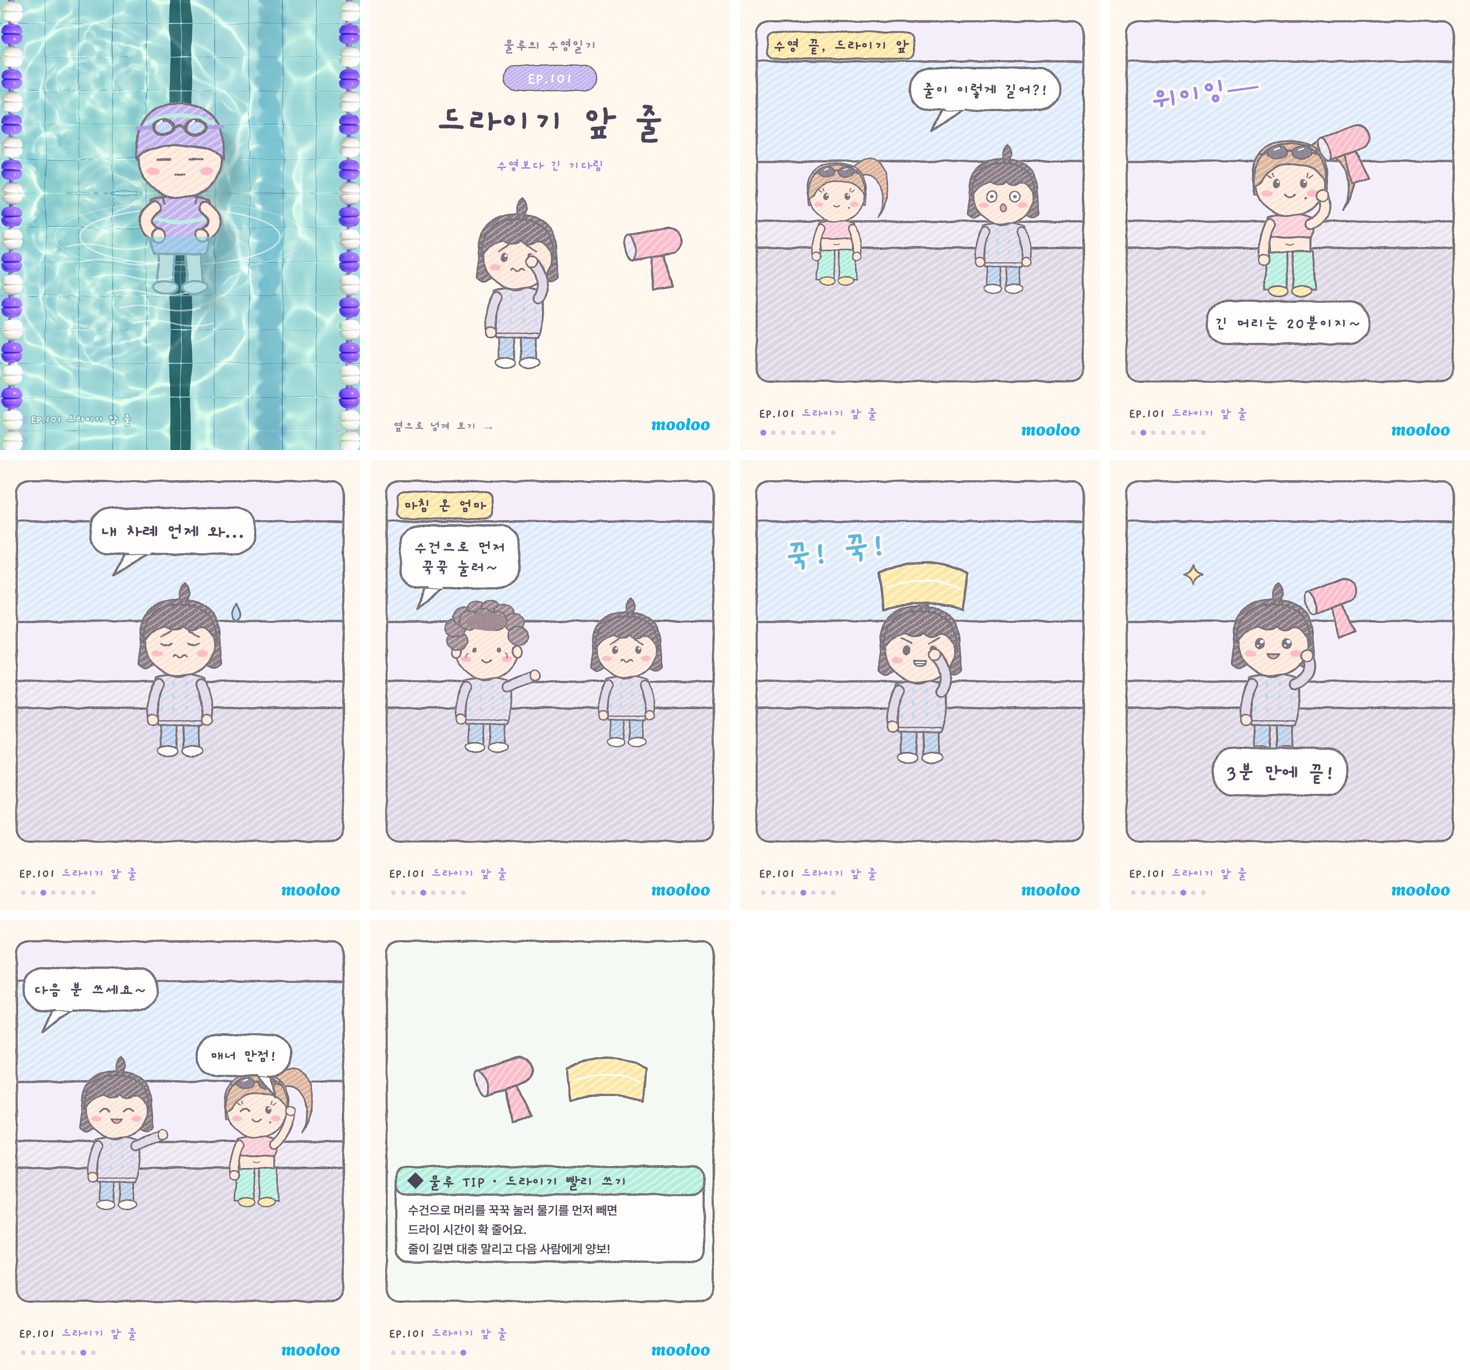 EP.101 드라이기 앞 줄
물루의 수영일기
EP.101
드라이기 앞 줄
수영보다 긴 기다림
옆으로 넘겨 보기 →
mooloo
수영 끝, 드라이기 앞
줄이 이렇게 길어?!
EP.101 드라이기 앞 줄
mooloo
위이잉——
긴 머리는 20분이지~
EP.101 드라이기 앞 줄
mooloo
내 차례 언제 와...
EP.101 드라이기 앞 줄
mooloo
마침 온 엄마
수건으로 먼저
꾹꾹 눌러~
EP.101 드라이기 앞 줄
mooloo
꾹! 꾹!
EP.101 드라이기 앞 줄
mooloo
3분 만에 끝!
EP.101 드라이기 앞 줄
mooloo
다음 분 쓰세요~
매너 만점!
EP.101 드라이기 앞 줄
mooloo
◆ 물루 TIP · 드라이기 빨리 쓰기
수건으로 머리를 꾹꾹 눌러 물기를 먼저 빼면
드라이 시간이 확 줄어요.
줄이 길면 대충 말리고 다음 사람에게 양보!
EP.101 드라이기 앞 줄
mooloo